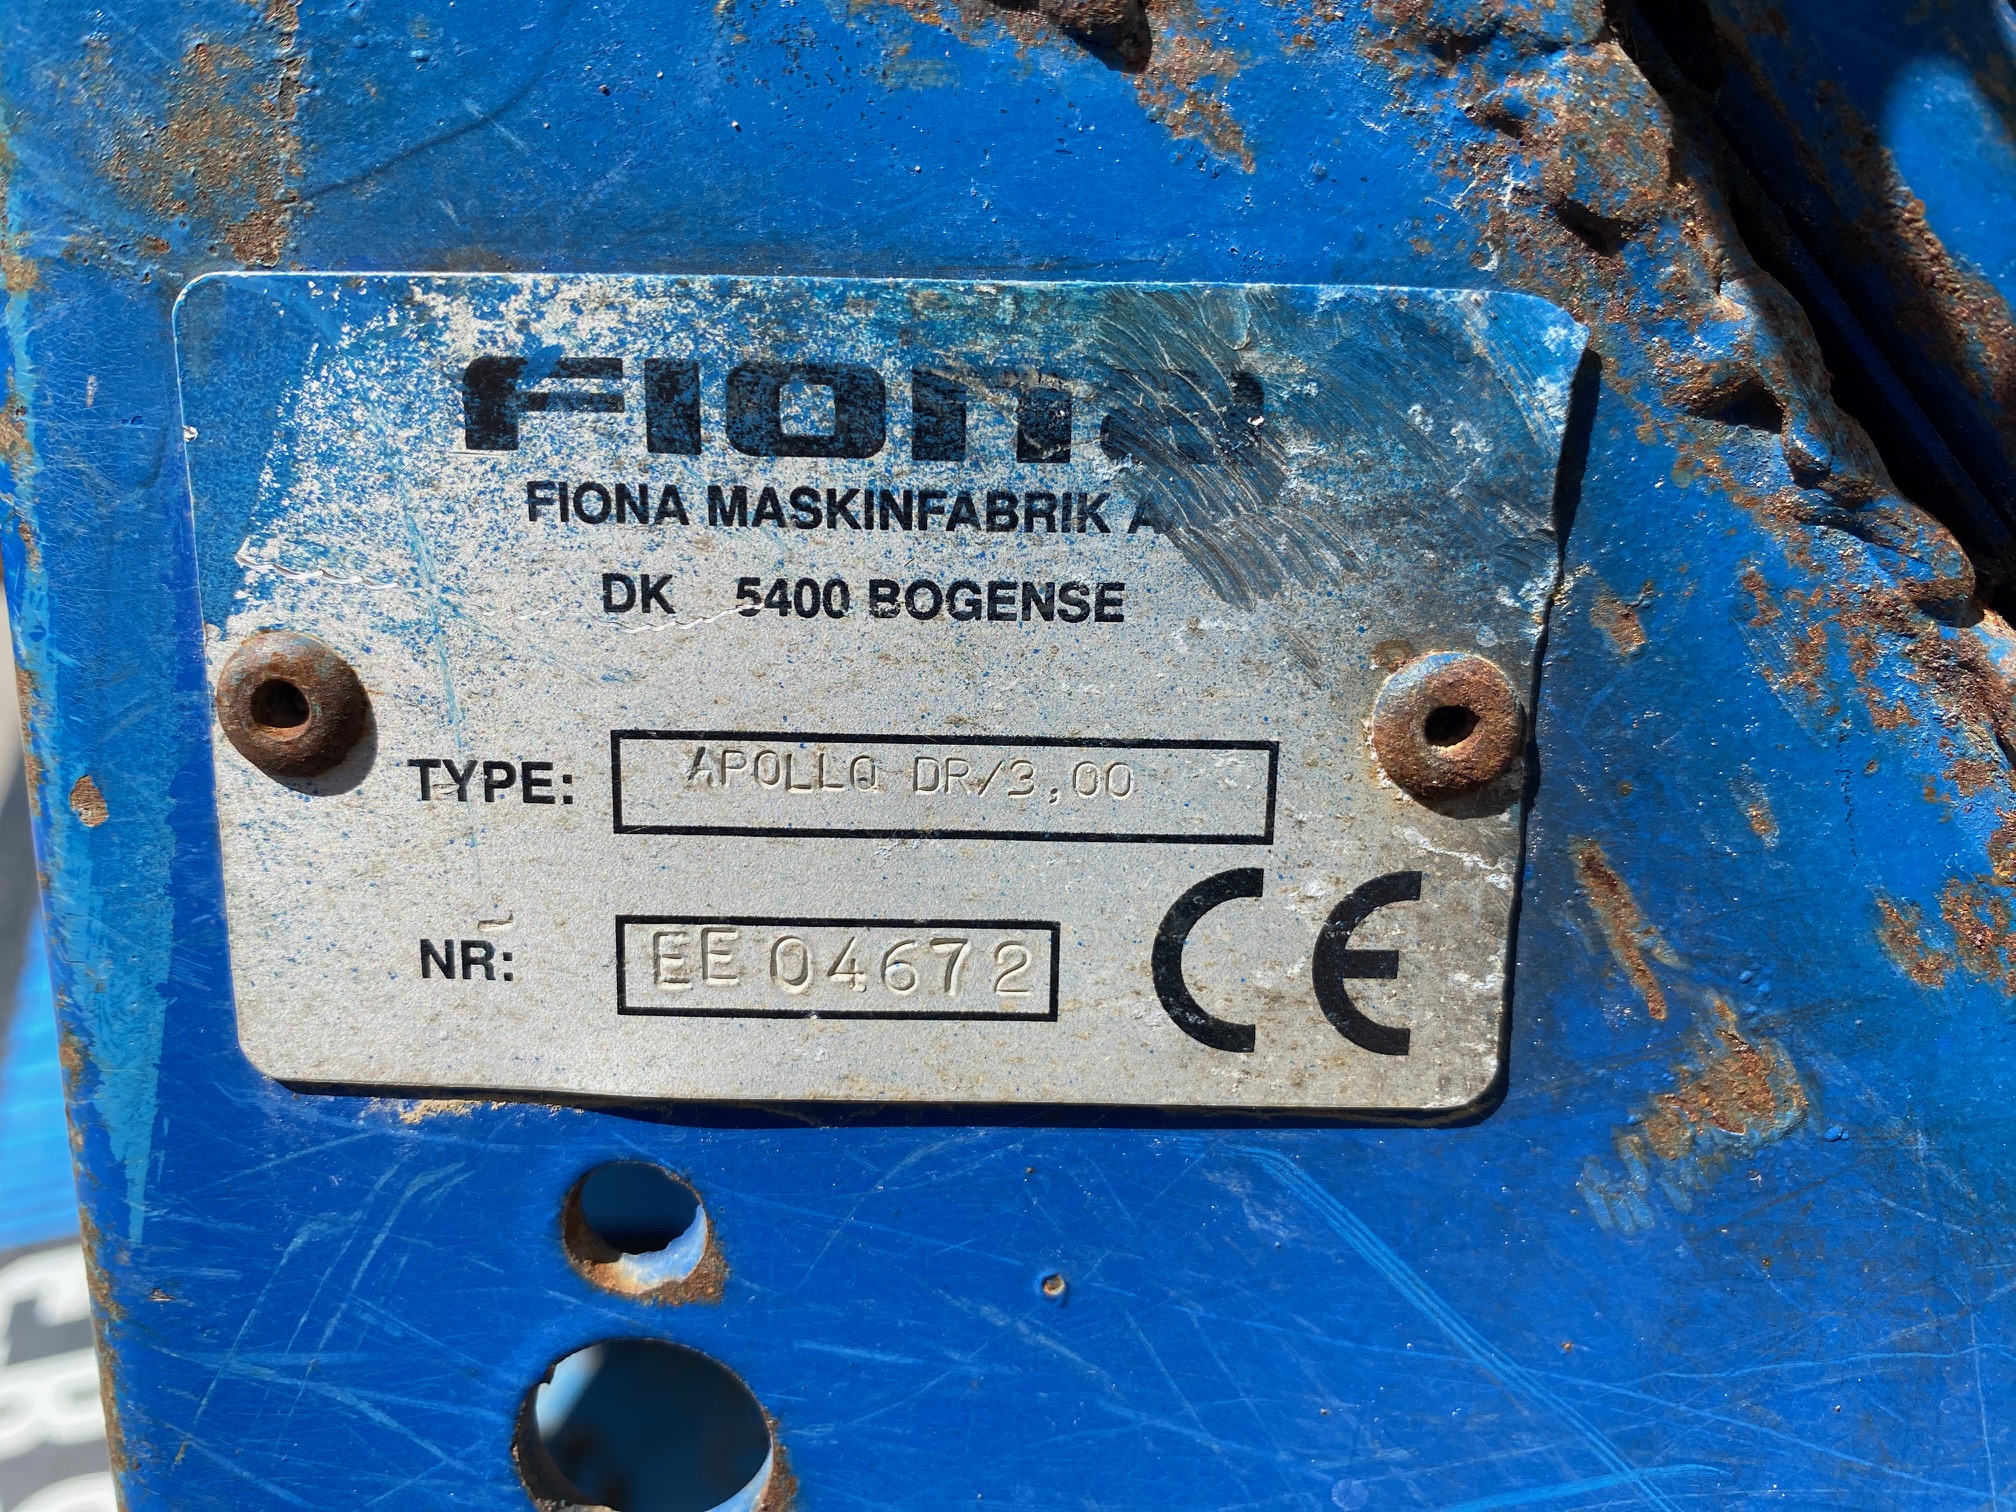 Fiona
FIONA MASKINFABRIK
DK 5400 BOGENSE
TYPE: APOLLO DR/3,00
NR: EE 04672 CE